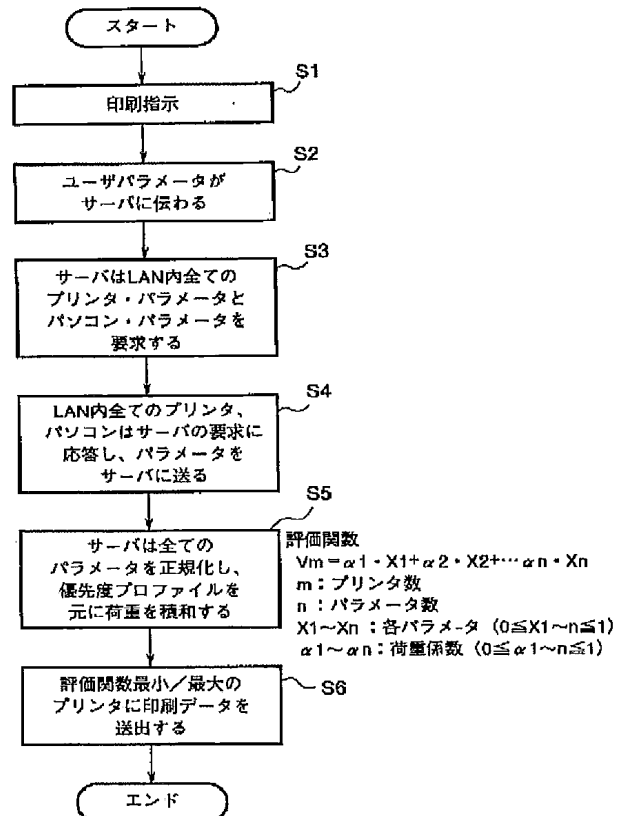 スタート
S1
印刷指示
S2
ユーザパラメータが
サーバに伝わる
S3
サーバはLAN内全ての
プリンタ・パラメータと
パソコン・パラメータを
要求する
S4
LAN内全てのプリンタ、
パソコンはサーバの要求に
応答し、パラメータを
サーバに送る
S5
サーバは全ての
パラメータを正規化し、
優先度プロファイルを
元に荷重を積和する
評価関数
Vm=α1・X1+α2・X2+…αn・Xn
m:プリンタ数
n:パラメータ数
X1~Xn:各パラメ-タ(0≦X1~n≦1)
α1~αn:荷重係数(0≦α1~n≦1)
評価関数最小/最大の
プリンタに印刷データを
送出する
S6
エンド